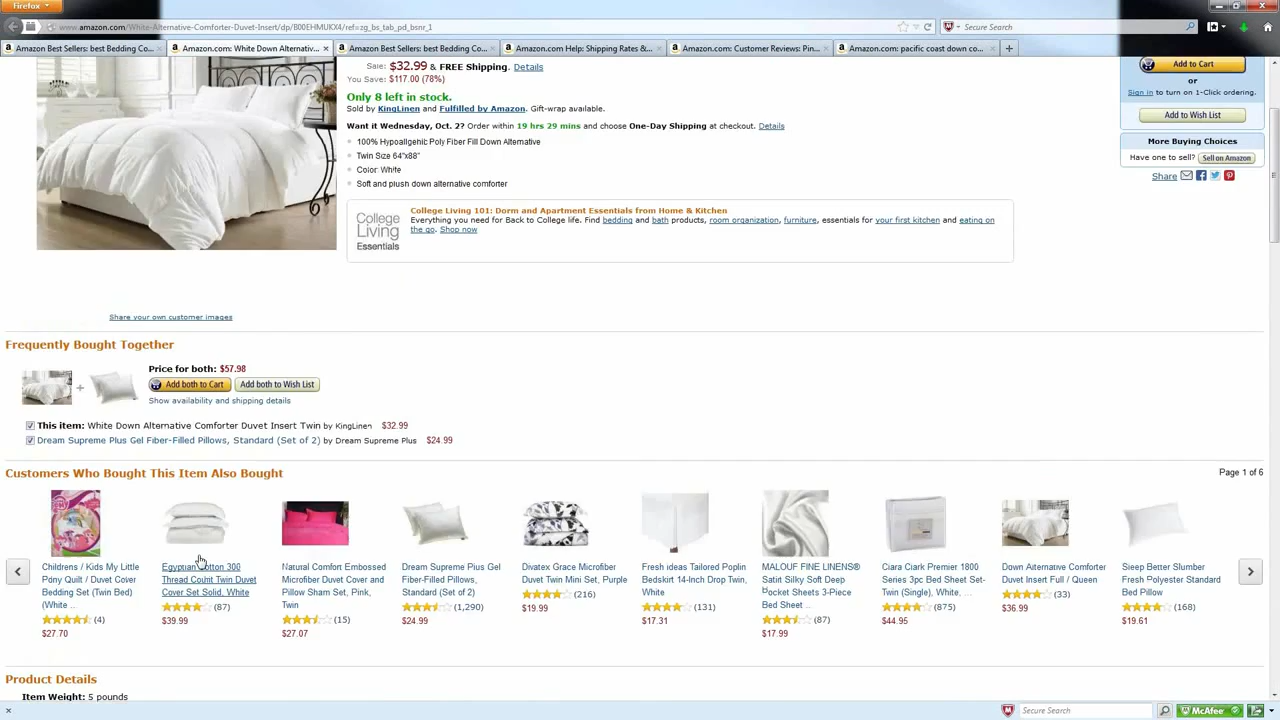 Firefox
www.amazon.com/White-Alternative-Comforter-Duvet-Insert/dp/B00EHMUKX4/ref=zg_bs_tab_pd_bsnr_1
Secure Search
Amazon Best Sellers: best Bedding Co...
Amazon.com: White Down Alternativ...
Amazon Best Sellers: best Bedding Co...
Amazon.com Help: Shipping Rates &...
Amazon.com: Customer Reviews: Pin...
Amazon.com: pacific coast down co...
Sale: $32.99 & FREE Shipping. Details
You Save: $117.00 (78%)
Only 8 left in stock.
Sold by KingLinen and Fulfilled by Amazon. Gift-wrap available.
Want it Wednesday, Oct. 2? Order within 19 hrs 29 mins and choose One-Day Shipping at checkout. Details
100% Hypoallergenic Poly Fiber Fill Down Alternative
Twin Size 64"x88"
Color: White
Soft and plush down alternative comforter
College Living Essentials
College Living 101: Dorm and Apartment Essentials from Home & Kitchen
Everything you need for Back to College life. Find bedding and bath products, room organization, furniture, essentials for your first kitchen and eating on
the go. Shop now
Add to Cart
or
Sign in to turn on 1-Click ordering.
Add to Wish List
More Buying Choices
Have one to sell? Sell on Amazon
Share
Share your own customer images
Frequently Bought Together
Price for both: $57.98
Add both to Cart
Add both to Wish List
Show availability and shipping details
This item: White Down Alternative Comforter Duvet Insert Twin by KingLinen $32.99
Dream Supreme Plus Gel Fiber-Filled Pillows, Standard (Set of 2) by Dream Supreme Plus $24.99
Customers Who Bought This Item Also Bought
Page 1 of 6
Childrens / Kids My Little
Pony Quilt / Duvet Cover
Bedding Set (Twin Bed)
(White ..
(4)
$27.70
Egyptian Cotton 300
Thread Count Twin Duvet
Cover Set Solid, White
(87)
$39.99
Natural Comfort Embossed
Microfiber Duvet Cover and
Pillow Sham Set, Pink,
Twin
(15)
$27.07
Dream Supreme Plus Gel
Fiber-Filled Pillows,
Standard (Set of 2)
(1,290)
$24.99
Divatex Grace Microfiber
Duvet Twin Mini Set, Purple
(216)
$19.99
Fresh ideas Tailored Poplin
Bedskirt 14-Inch Drop Twin,
White
(131)
$17.31
MALOUF FINE LINENS®
Satin Silky Soft Deep
Pocket Sheets 3-Piece
Bed Sheet ..
(87)
$17.99
Clara Clark Premier 1800
Series 3pc Bed Sheet Set-
Twin (Single), White, ...
(875)
$44.95
Down Alternative Comforter
Duvet Insert Full / Queen
(33)
$36.99
Sleep Better Slumber
Fresh Polyester Standard
Bed Pillow
(168)
$19.61
Product Details
Item Weight: 5 pounds
Secure Search
McAfee